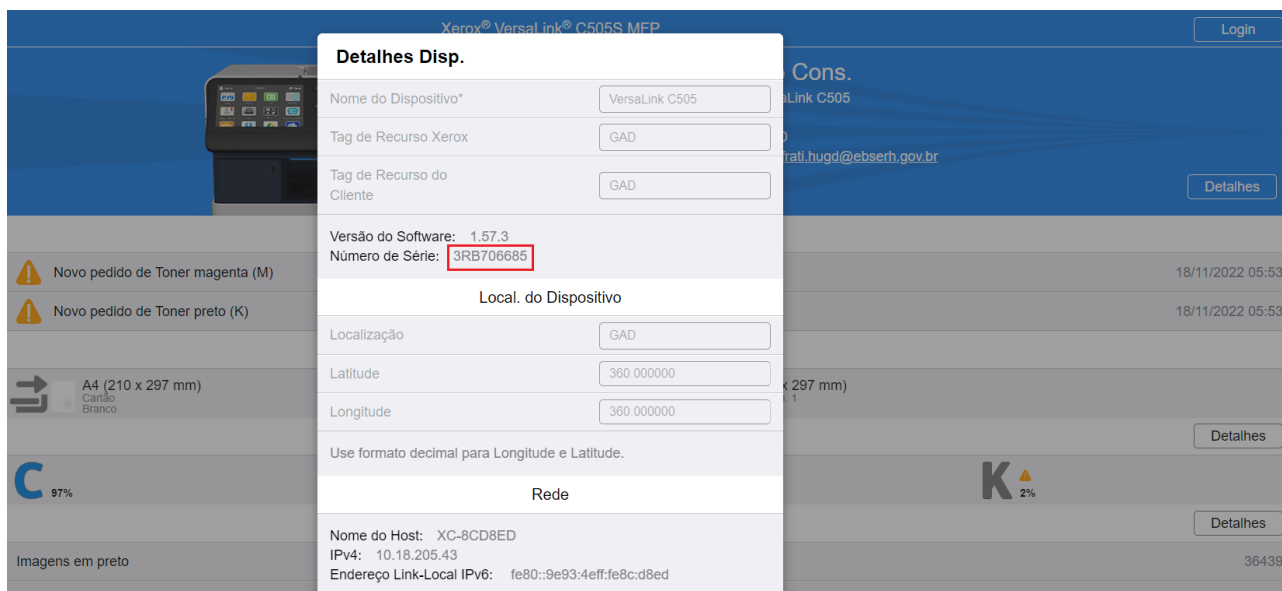 Xerox® VersaLink® C505S MFP
Login
Detalhes Disp.
Cons.
Nome do Dispositivo*
VersaLink C505
aLink C505
Tag de Recurso Xerox
GAD
frati.hugd@ebserh.gov.br
Tag de Recurso do
Cliente
GAD
Detalhes
Versão do Software: 1.57.3
Número de Série: 3RB706685
Novo pedido de Toner magenta (M)
18/11/2022 05:53
Local. do Dispositivo
Novo pedido de Toner preto (K)
18/11/2022 05:53
Localização
GAD
Latitude
360.000000
A4 (210 x 297 mm)
Cartão
Branco
x 297 mm)
. 1
Longitude
360.000000
Detalhes
Use formato decimal para Longitude e Latitude.
C 97%
K 2%
Rede
Detalhes
Nome do Host: XC-8CD8ED
IPv4: 10.18.205.43
Imagens em preto
36439
Endereço Link-Local IPv6: fe80::9e93:4eff:fe8c:d8ed